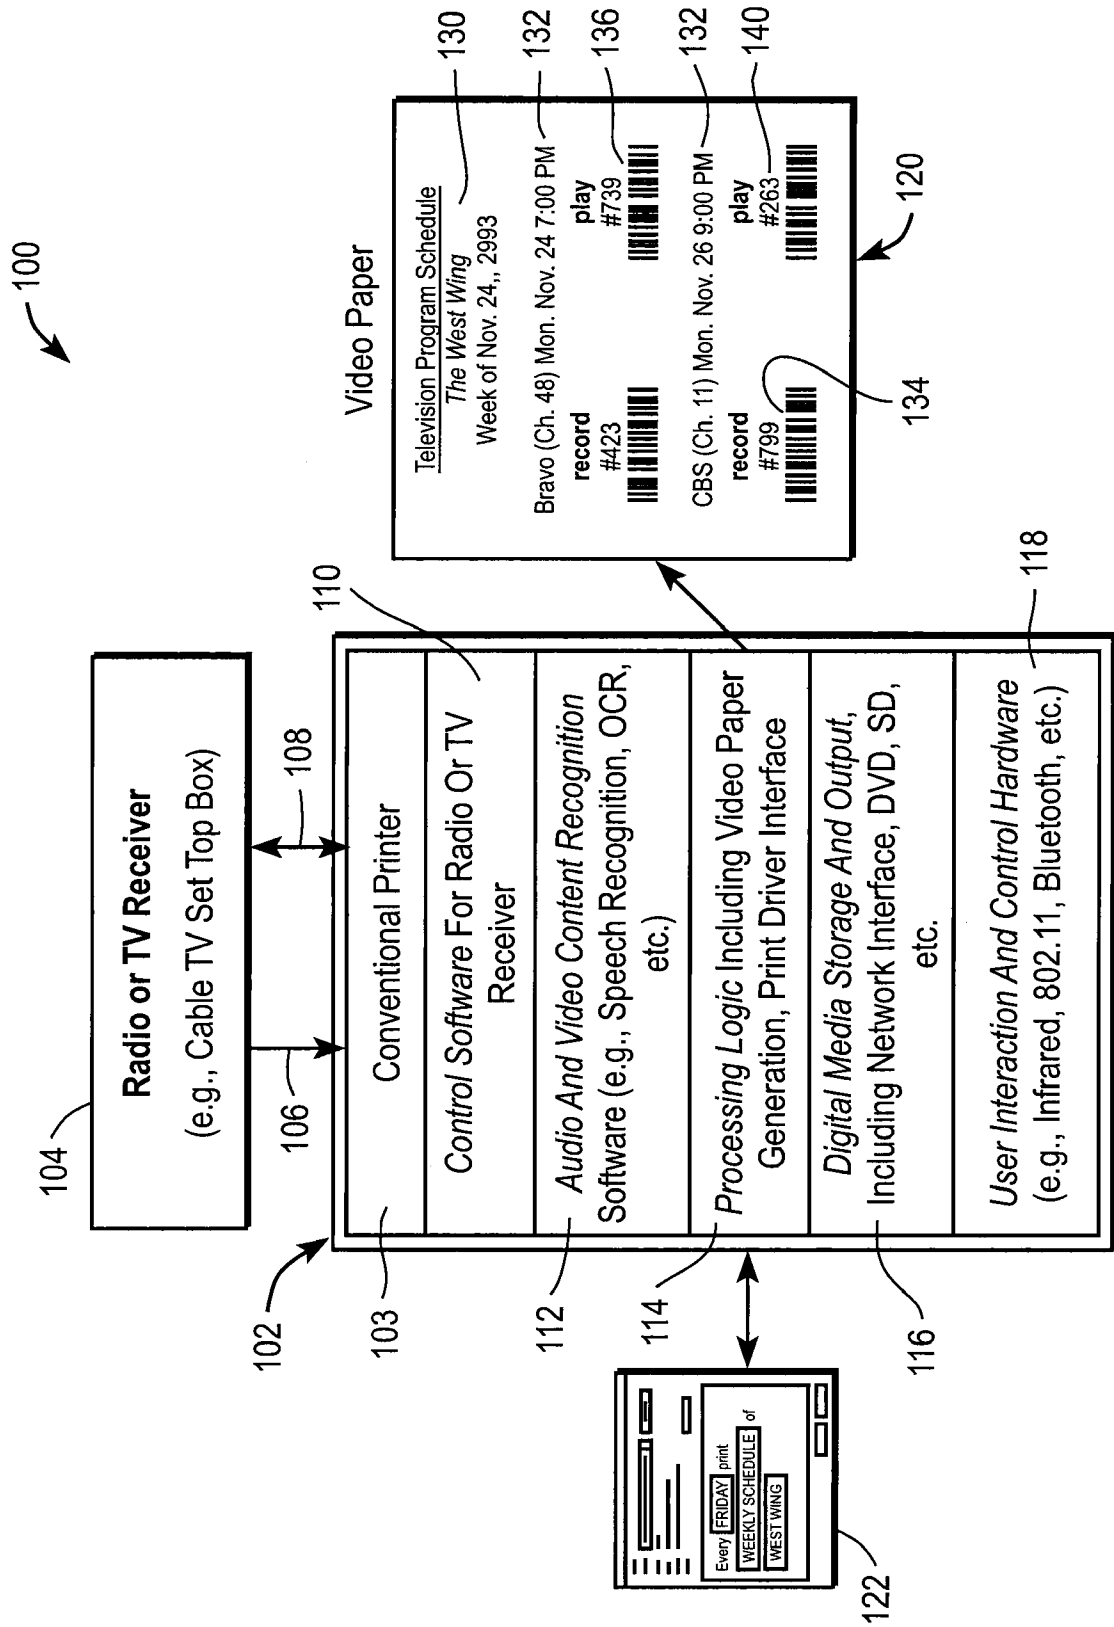 100
104
Radio or TV Receiver
(e.g., Cable TV Set Top Box)
106
108
102
103
Conventional Printer
110
Control Software For Radio Or TV
Receiver
112
Audio And Video Content Recognition
Software (e.g., Speech Recognition, OCR,
etc.)
114
Processing Logic Including Video Paper
Generation, Print Driver Interface
116
Digital Media Storage And Output,
Including Network Interface, DVD, SD,
etc.
118
User Interaction And Control Hardware
(e.g., Infrared, 802.11, Bluetooth, etc.)
122
Every FRIDAY print
WEEKLY SCHEDULE of
WEST WING
Video Paper
Television Program Schedule
The West Wing
Week of Nov. 24,, 2993
130
Bravo (Ch. 48) Mon. Nov. 24 7:00 PM
132
record play
#423 #739
136
CBS (Ch. 11) Mon. Nov. 26 9:00 PM
132
record play
#799 #263
140
134
120